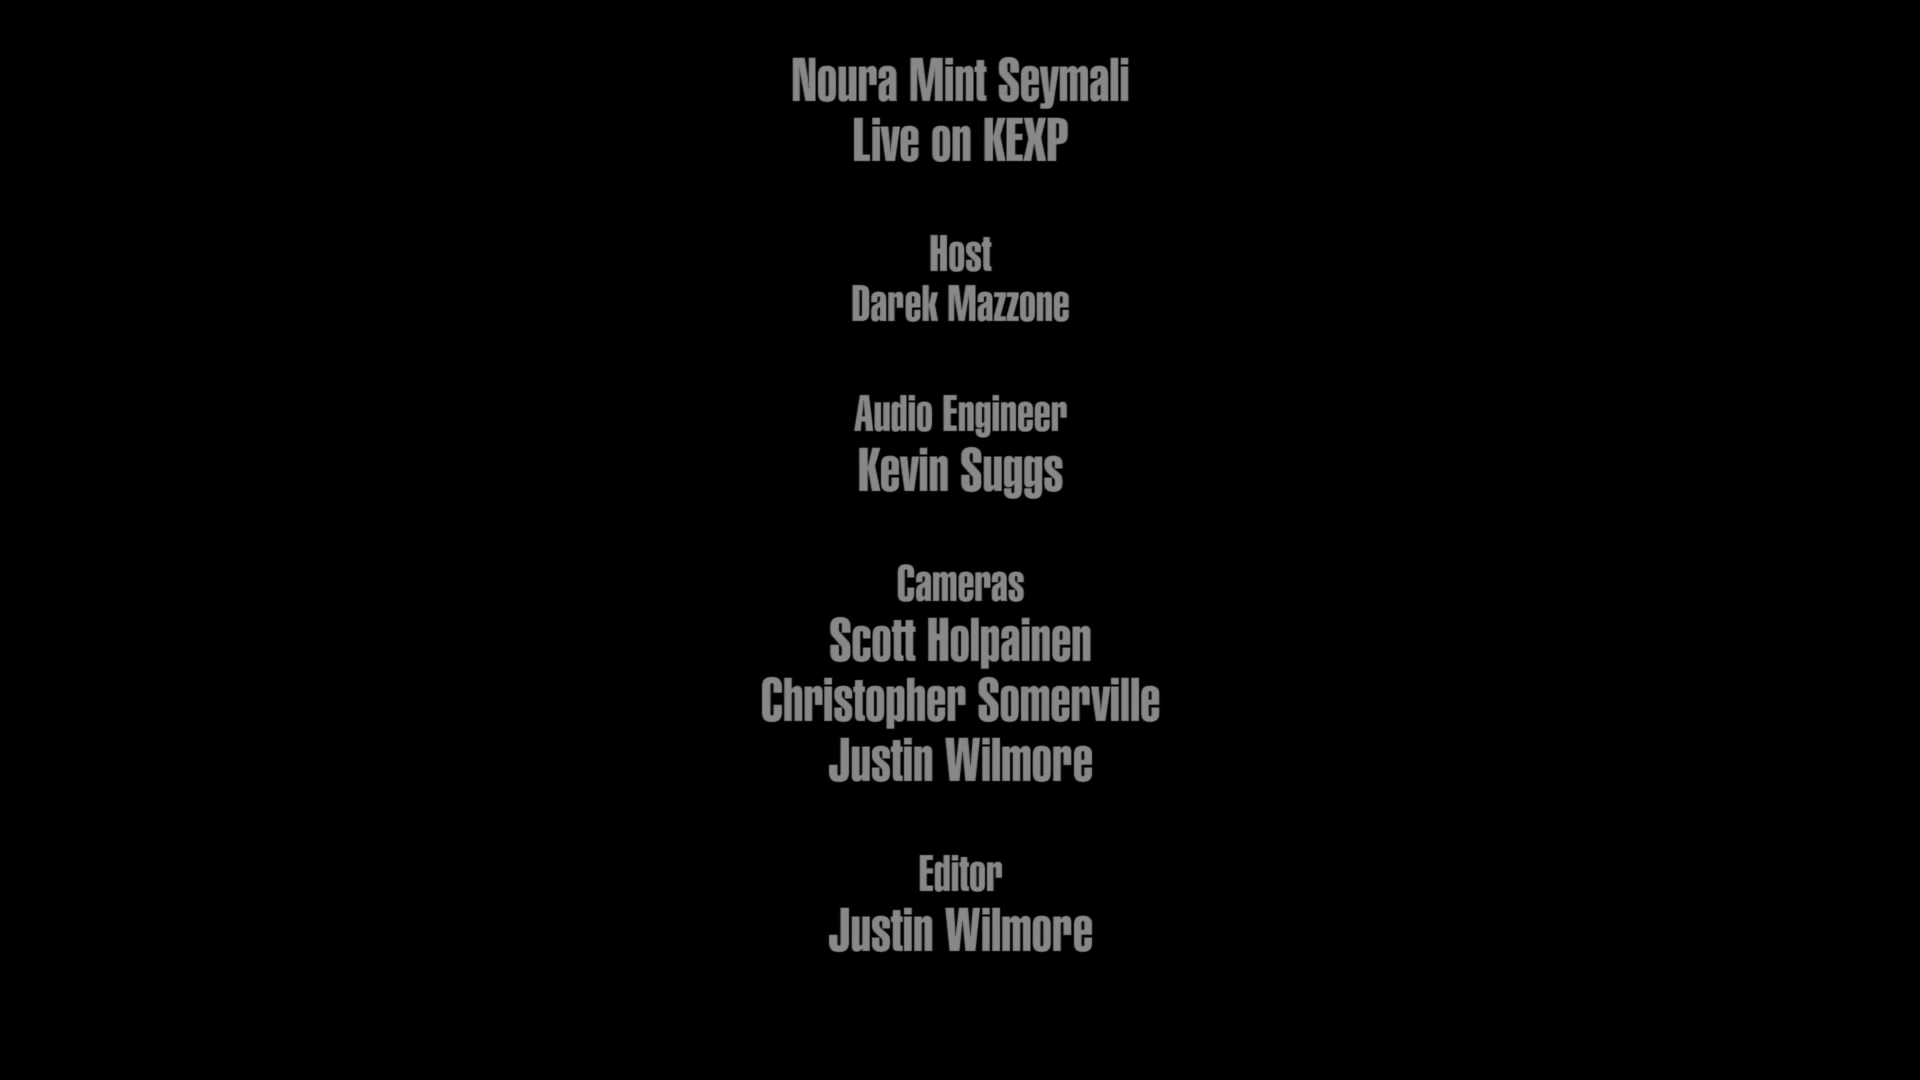 Noura Mint Seymali
Live on KEXP
Host
Darek Mazzone
Audio Engineer
Kevin Suggs
Cameras
Scott Holpainen
Christopher Somerville
Justin Wilmore
Editor
Justin Wilmore